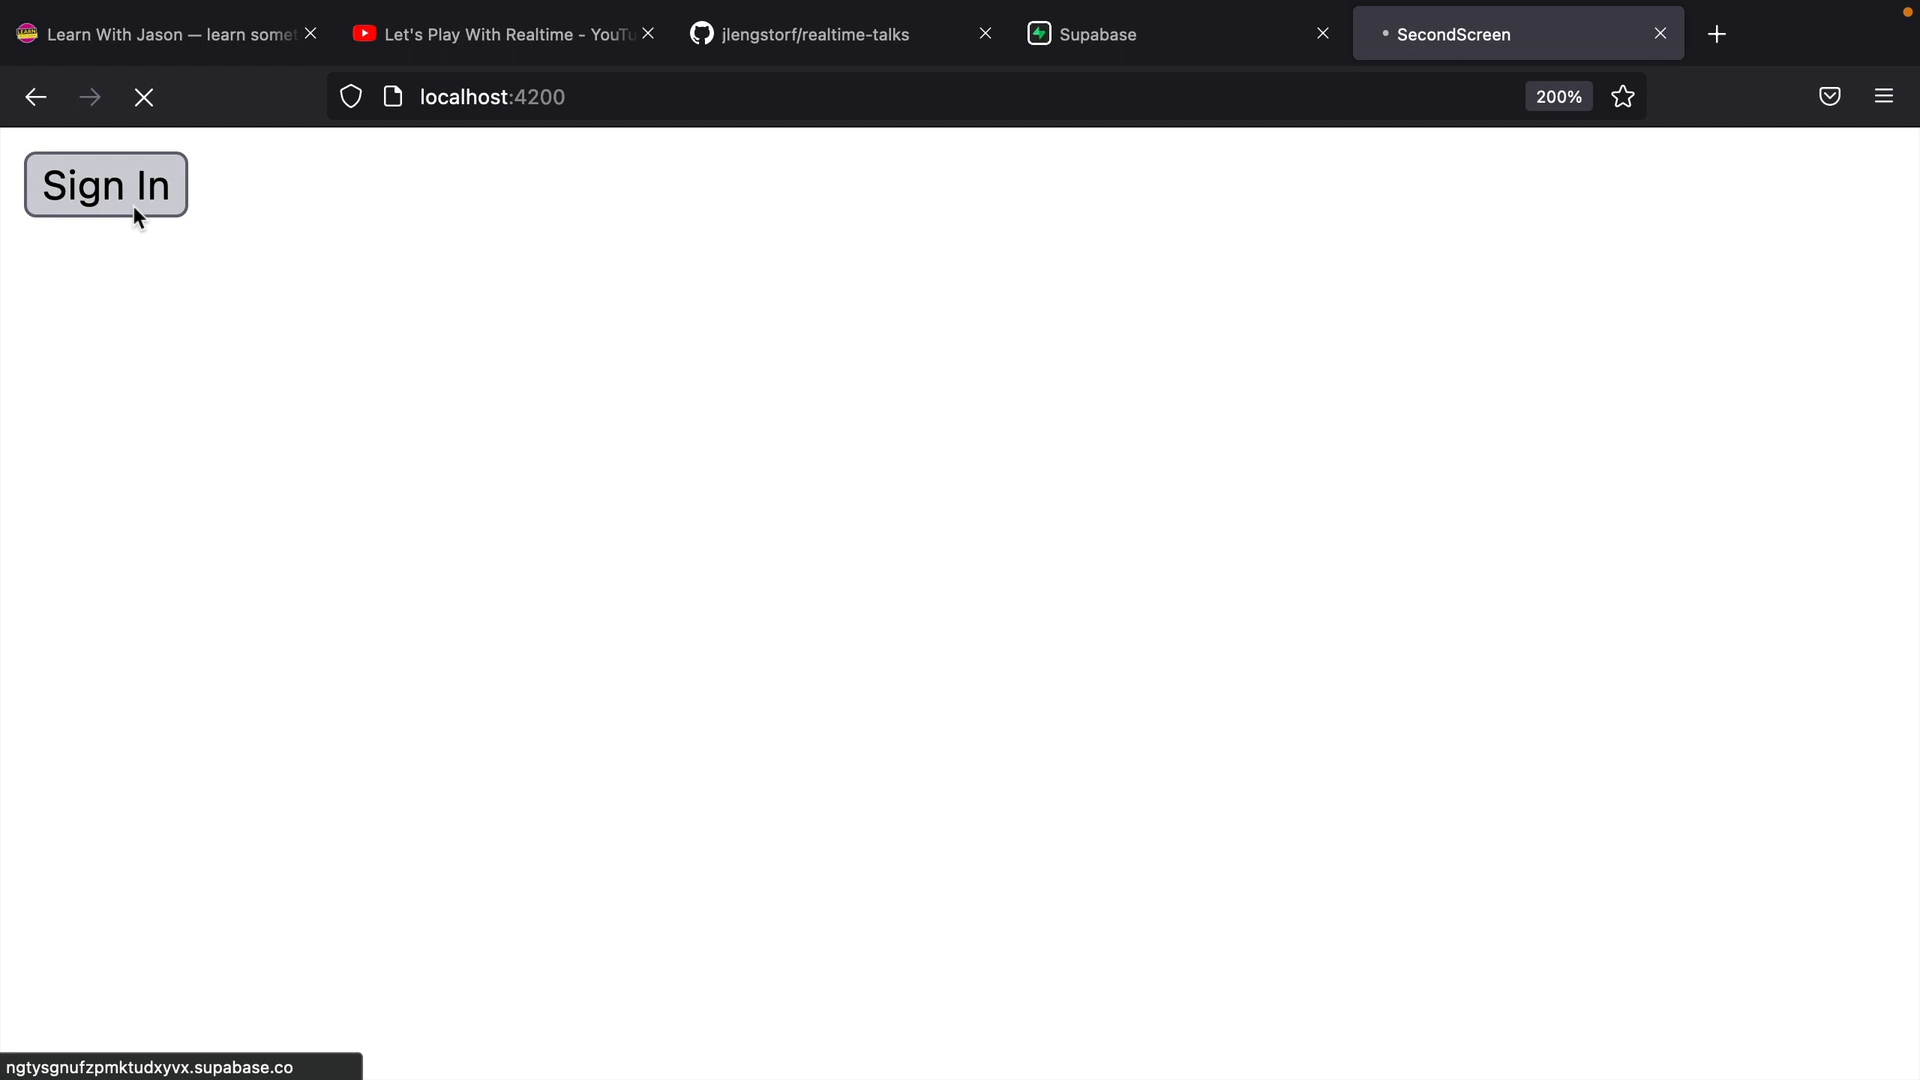 Learn With Jason — learn somet
Let's Play With Realtime - YouTu
jlengstorf/realtime-talks
Supabase
SecondScreen
localhost:4200
200%
Sign In
ngtysgnufzpmktudxyvx.supabase.co